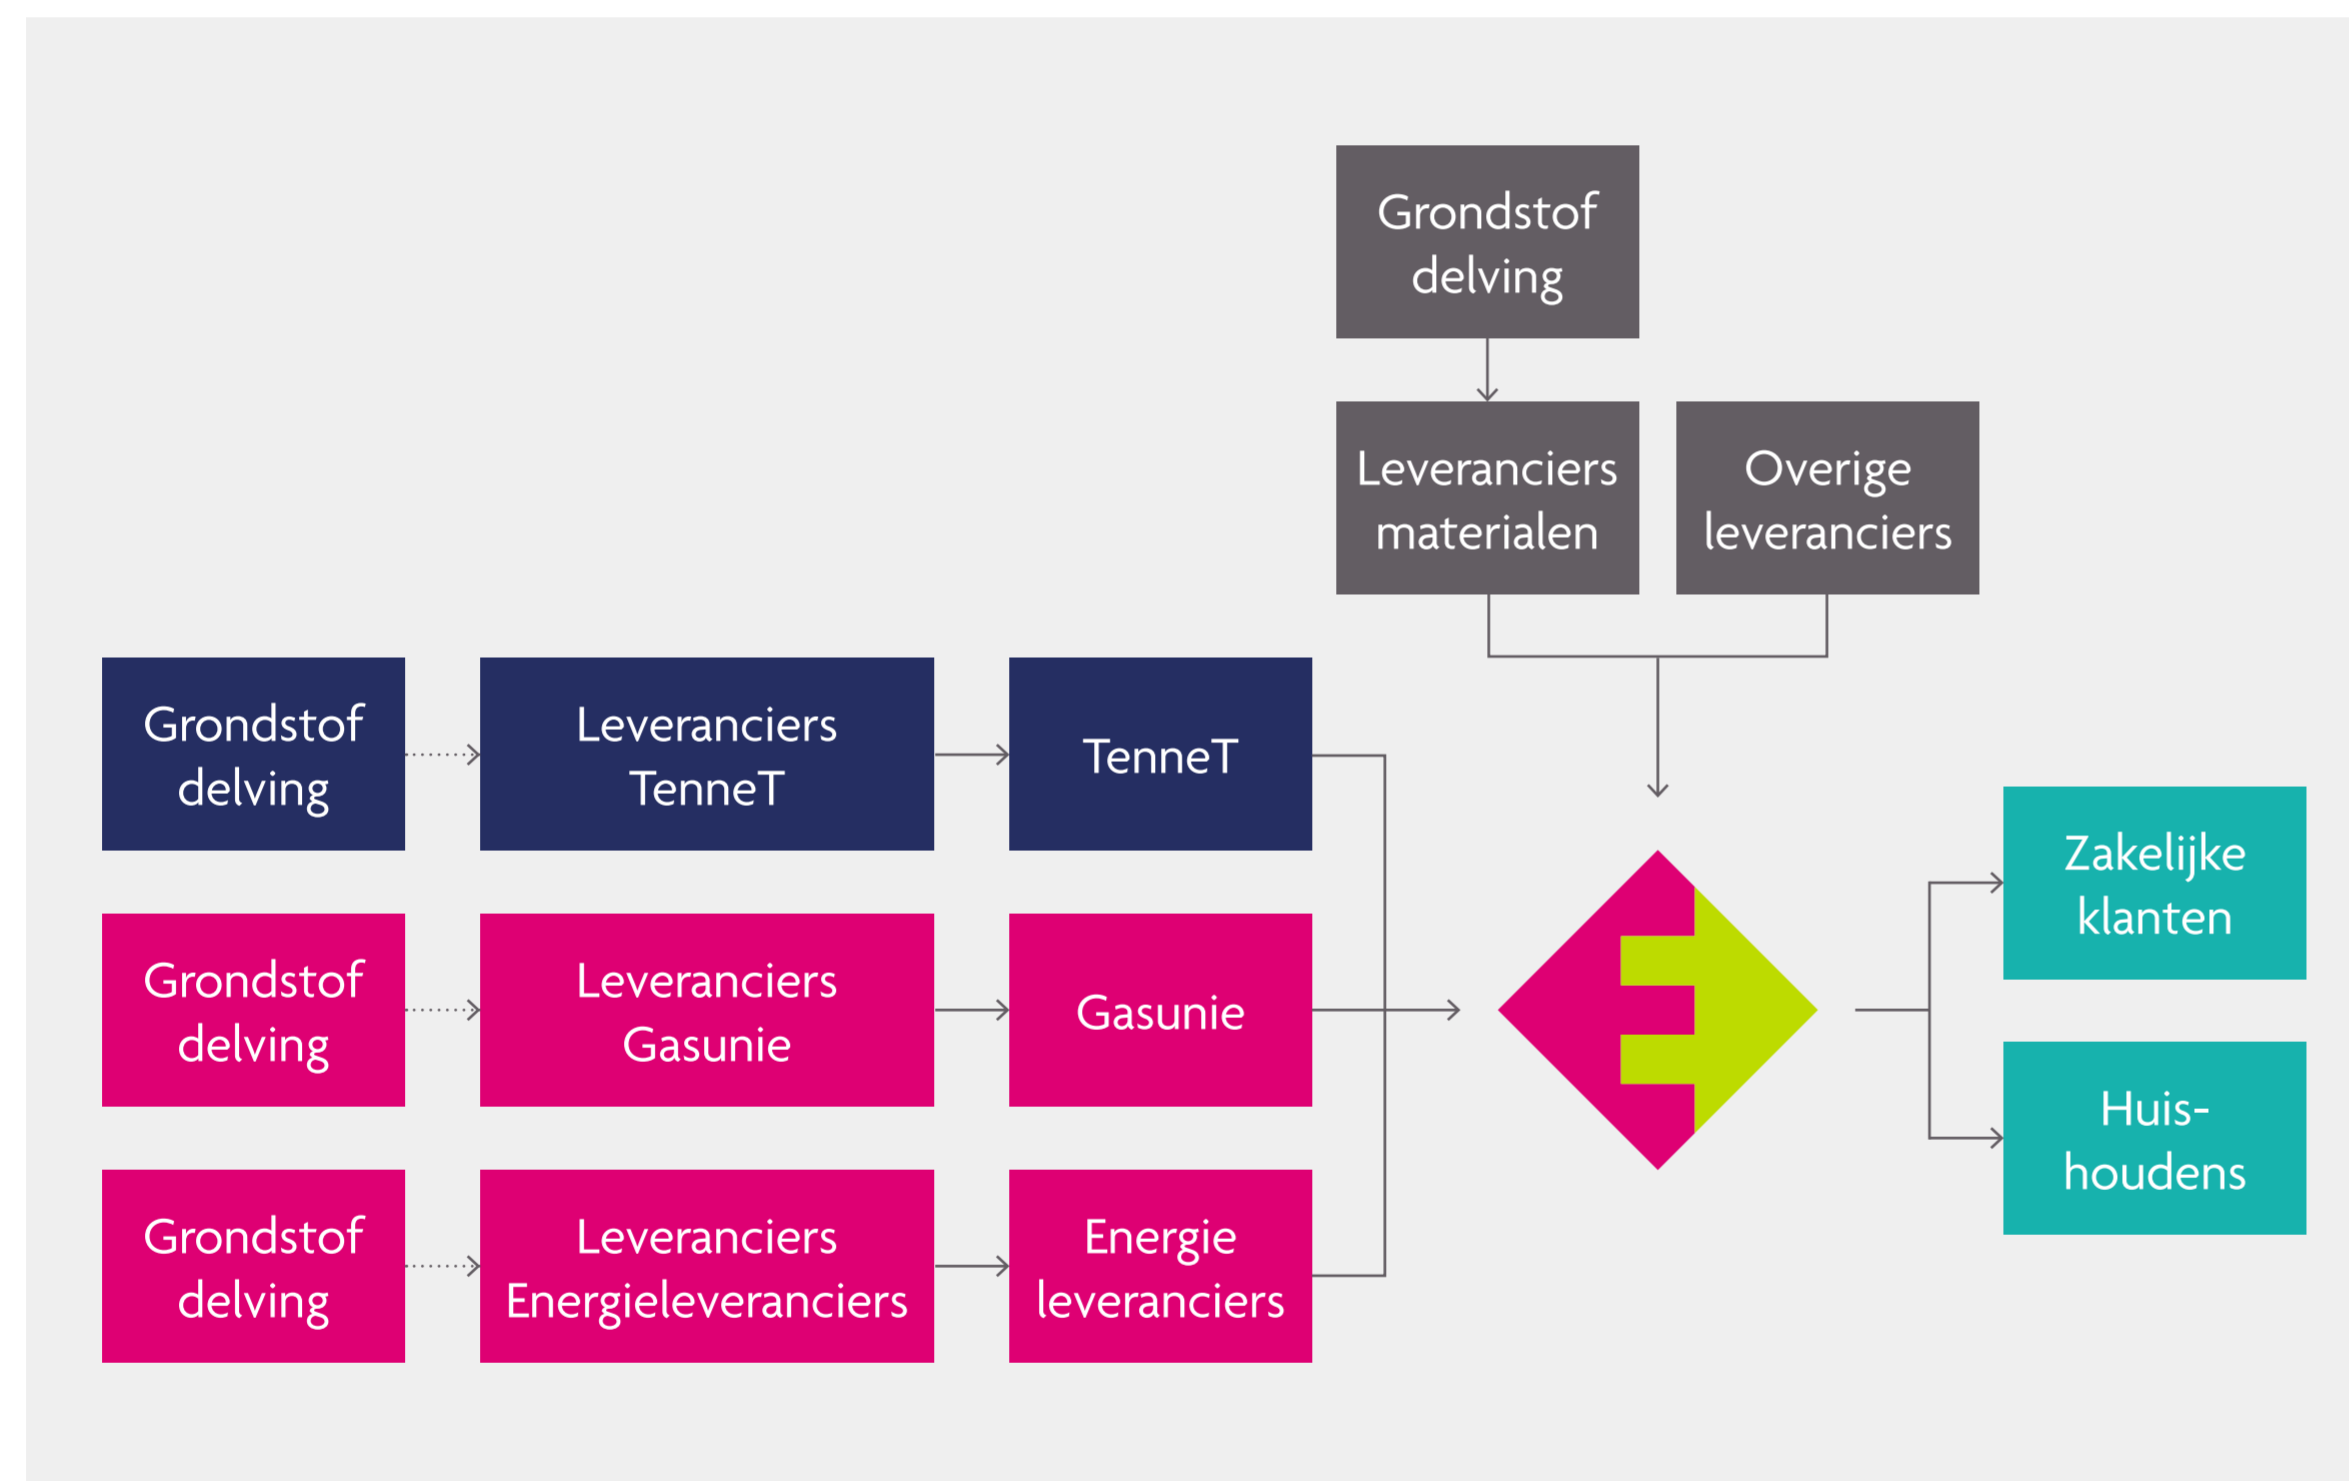 Grondstof
delving
Leveranciers
materialen
Overige
leveranciers
Grondstof
delving
Leveranciers
TenneT
TenneT
Grondstof
delving
Leveranciers
Gasunie
Gasunie
Grondstof
delving
Leveranciers
Energieleveranciers
Energie
leveranciers
Zakelijke
klanten
Huis-
houdens